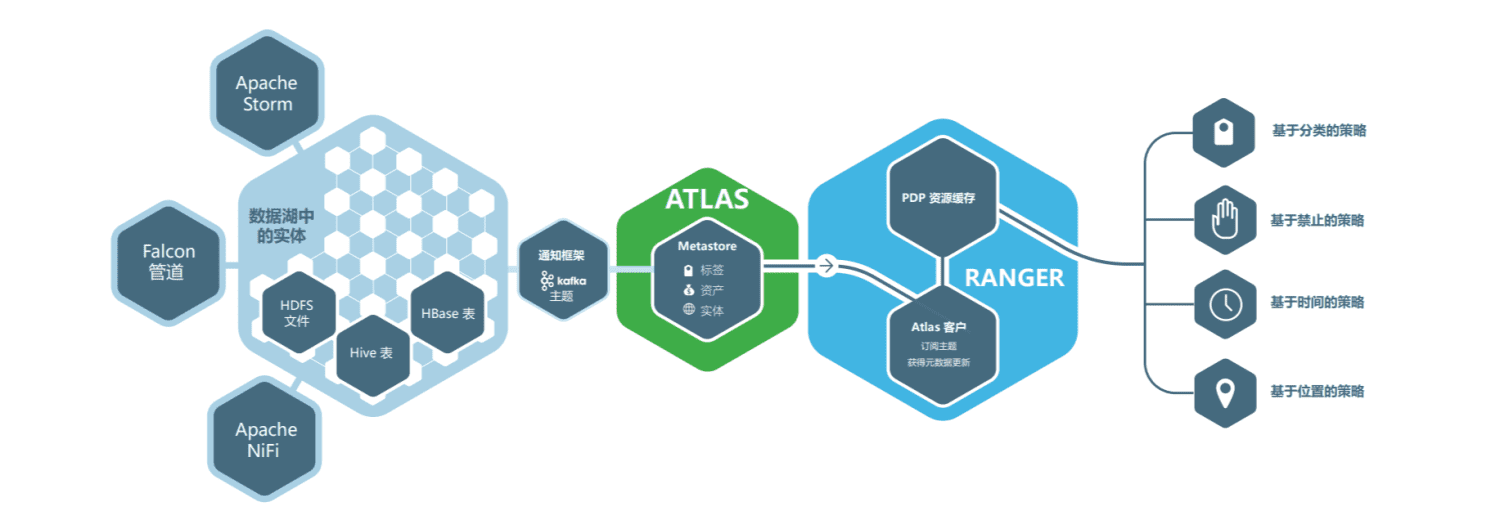 Apache
Storm
Falcon
管道
Apache
NiFi
数据湖中
的实体
HDFS
文件
Hive 表
HBase 表
通知框架
kafka
主题
ATLAS
Metastore
标签
资产
实体
RANGER
PDP 资源缓存
Atlas 客户
订阅主题
获得元数据更新
基于分类的策略
基于禁止的策略
基于时间的策略
基于位置的策略